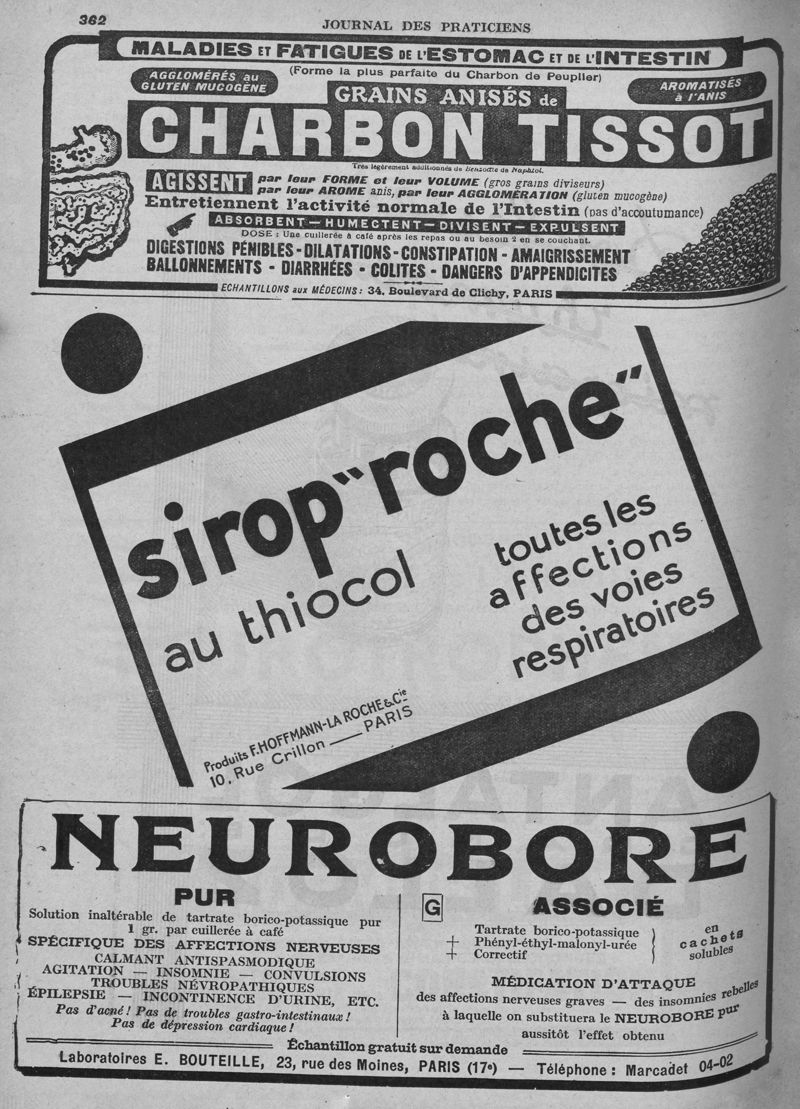 362
JOURNAL DES PRATICIENS
MALADIES ET FATIGUES DE L'ESTOMAC ET DE L'INTESTIN
(Forme la plus parfaite du Charbon de Peuplier)
AGGLOMÉRÉS au
GLUTEN MUCOGÈNE
AROMATISÉS
à l'ANIS
GRAINS ANISÉS de
CHARBON TISSOT
Très légèrement additionnés de Benzoate de Naphtol.
AGISSENT
par leur FORME et leur VOLUME (gros grains diviseurs)
par leur AROME anis, par leur AGGLOMÉRATION (gluten mucogène)
Entretiennent l'activité normale de l'Intestin (pas d'accoutumance)
ABSORBENT — HUMECTENT — DIVISENT — EXPULSENT
DOSE : Une cuillerée à café après les repas ou au besoin 2 en se couchant.
DIGESTIONS PÉNIBLES - DILATATIONS - CONSTIPATION - AMAIGRISSEMENT
BALLONNEMENTS - DIARRHÉES - COLITES - DANGERS D'APPENDICITES
ECHANTILLONS aux MÉDECINS : 34, Boulevard de Clichy, PARIS
sirop "roche"
au thiocol
toutes les
affections
des voies
respiratoires
Produits F. HOFFMANN-LA ROCHE & Cie
10, Rue Crillon — PARIS
NEUROBORE
PUR
Solution inaltérable de tartrate borico-potassique pur
1 gr. par cuillerée à café
SPÉCIFIQUE DES AFFECTIONS NERVEUSES
CALMANT ANTISPASMODIQUE
AGITATION — INSOMNIE — CONVULSIONS
TROUBLES NÉVROPATHIQUES
ÉPILEPSIE — INCONTINENCE D'URINE, ETC.
Pas d'acné ! Pas de troubles gastro-intestinaux !
Pas de dépression cardiaque !
G
ASSOCIÉ
Tartrate borico-potassique
+ Phényl-éthyl-malonyl-urée
+ Correctif
en
cachets
solubles
MÉDICATION D'ATTAQUE
des affections nerveuses graves — des insomnies rebelles
à laquelle on substituera le NEUROBORE pur
aussitôt l'effet obtenu
Échantillon gratuit sur demande
Laboratoires E. BOUTEILLE, 23, rue des Moines, PARIS (17e) — Téléphone : Marcadet 04-02